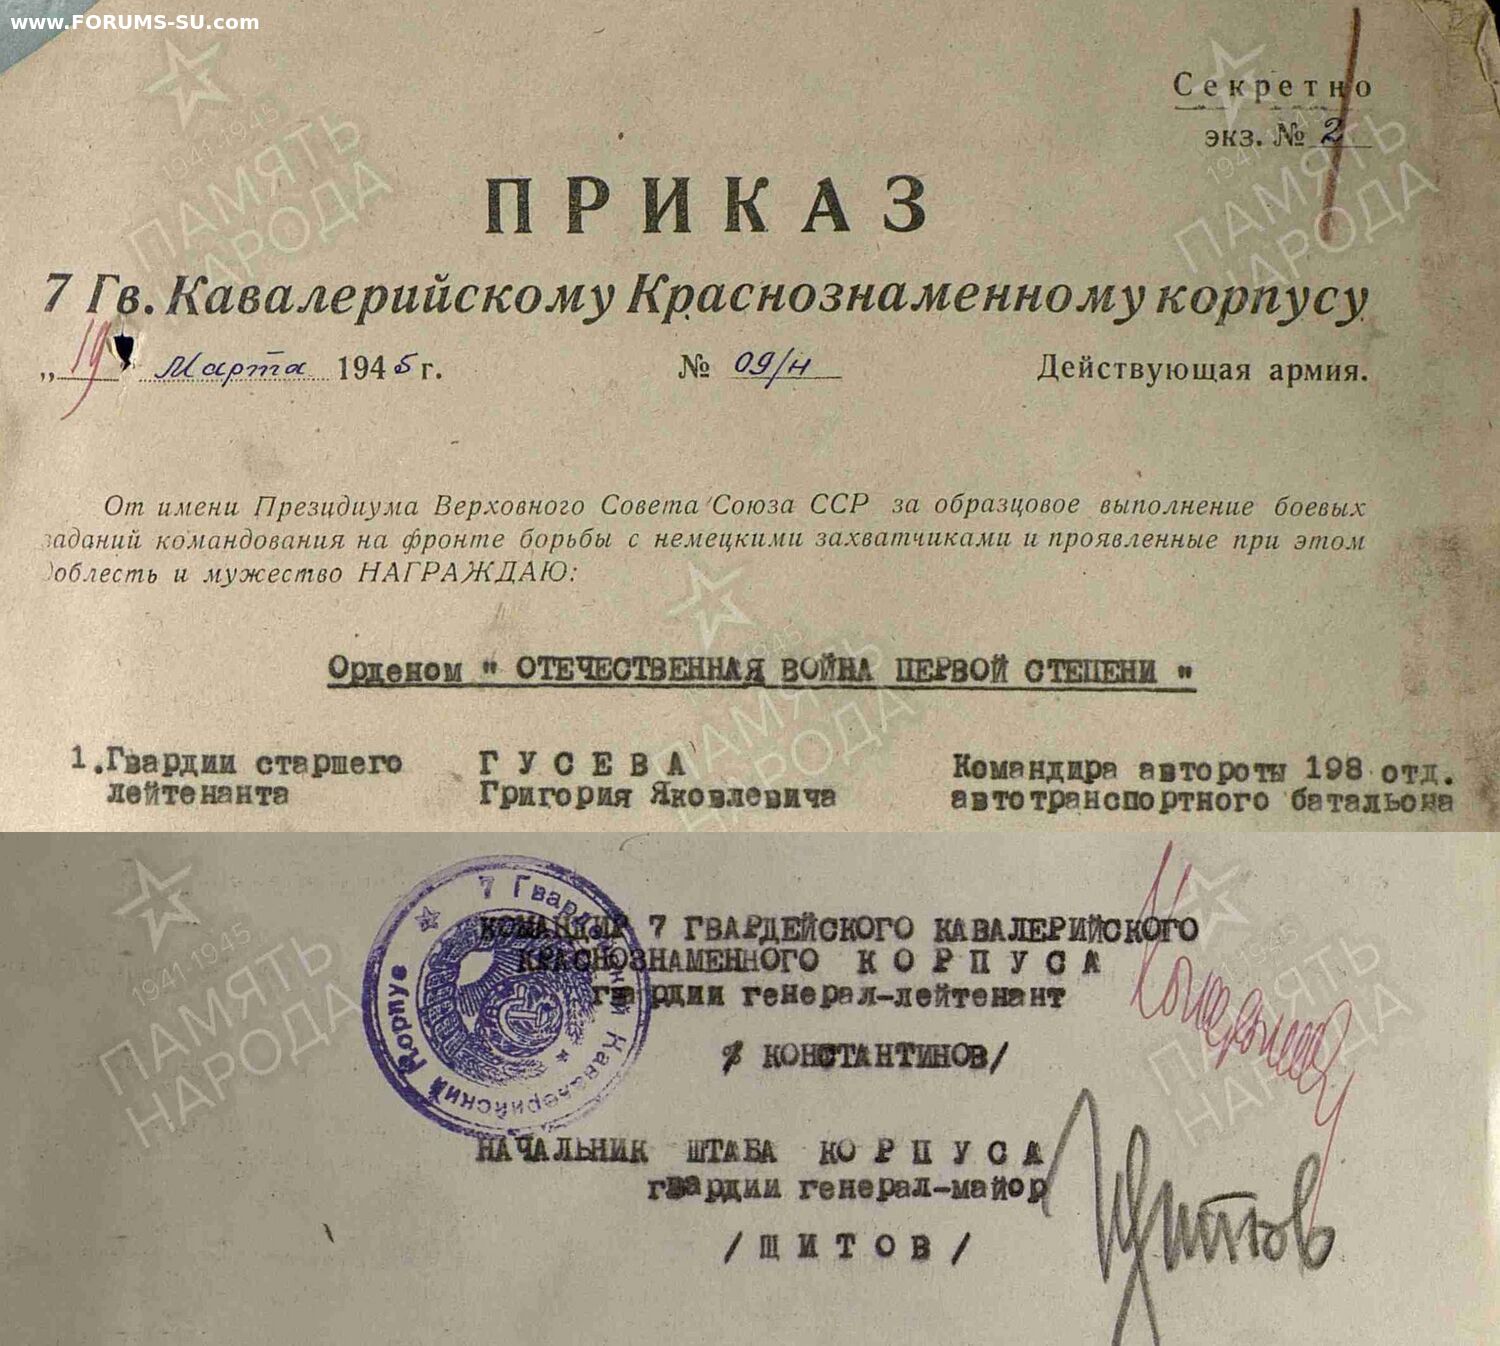 www.FORUMS-SU.com
Секретно
экз. № 2
ПРИКАЗ
7 Гв. Кавалерийскому Краснознаменному корпусу
„19” Марта 1945 г. № 09/н Действующая армия.
От имени Президиума Верховного Совета Союза ССР за образцовое выполнение боевых
заданий командования на фронте борьбы с немецкими захватчиками и проявленные при этом
доблесть и мужество НАГРАЖДАЮ:
Орденом " ОТЕЧЕСТВЕННАЯ ВОЙНА ПЕРВОЙ СТЕПЕНИ "
1.Гвардии старшего ГУСЕВА Командира автороты 198 отд.
лейтенанта Григория Яковлевича автотранспортного батальона
7 Гвардейский Кавалерийский Корпус
КОМАНДИР 7 ГВАРДЕЙСКОГО КАВАЛЕРИЙСКОГО
КРАСНОЗНАМЕННОГО КОРПУСА
гвардии генерал-лейтенант
/ КОНСТАНТИНОВ/
НАЧАЛЬНИК ШТАБА КОРПУСА
гвардии генерал-майор
/ЩИТОВ/
Щитов
1941 1945
ПАМЯТЬ
НАРОДА